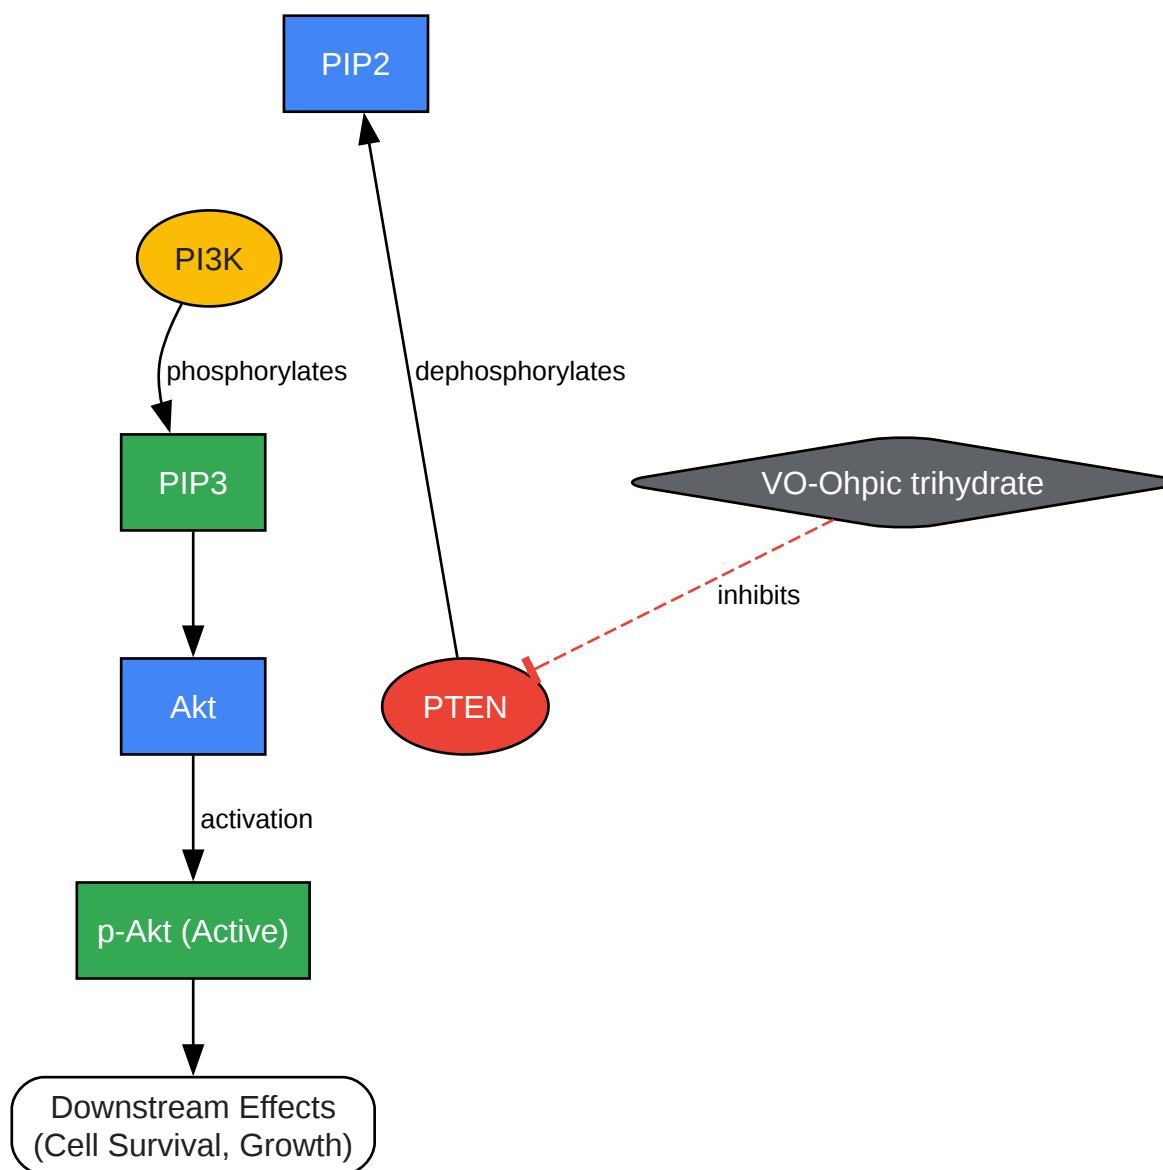 PIP2
PI3K
phosphorylates
dephosphorylates
PIP3
VO-Ohpic trihydrate
inhibits
Akt
PTEN
activation
p-Akt (Active)
Downstream Effects
(Cell Survival, Growth)